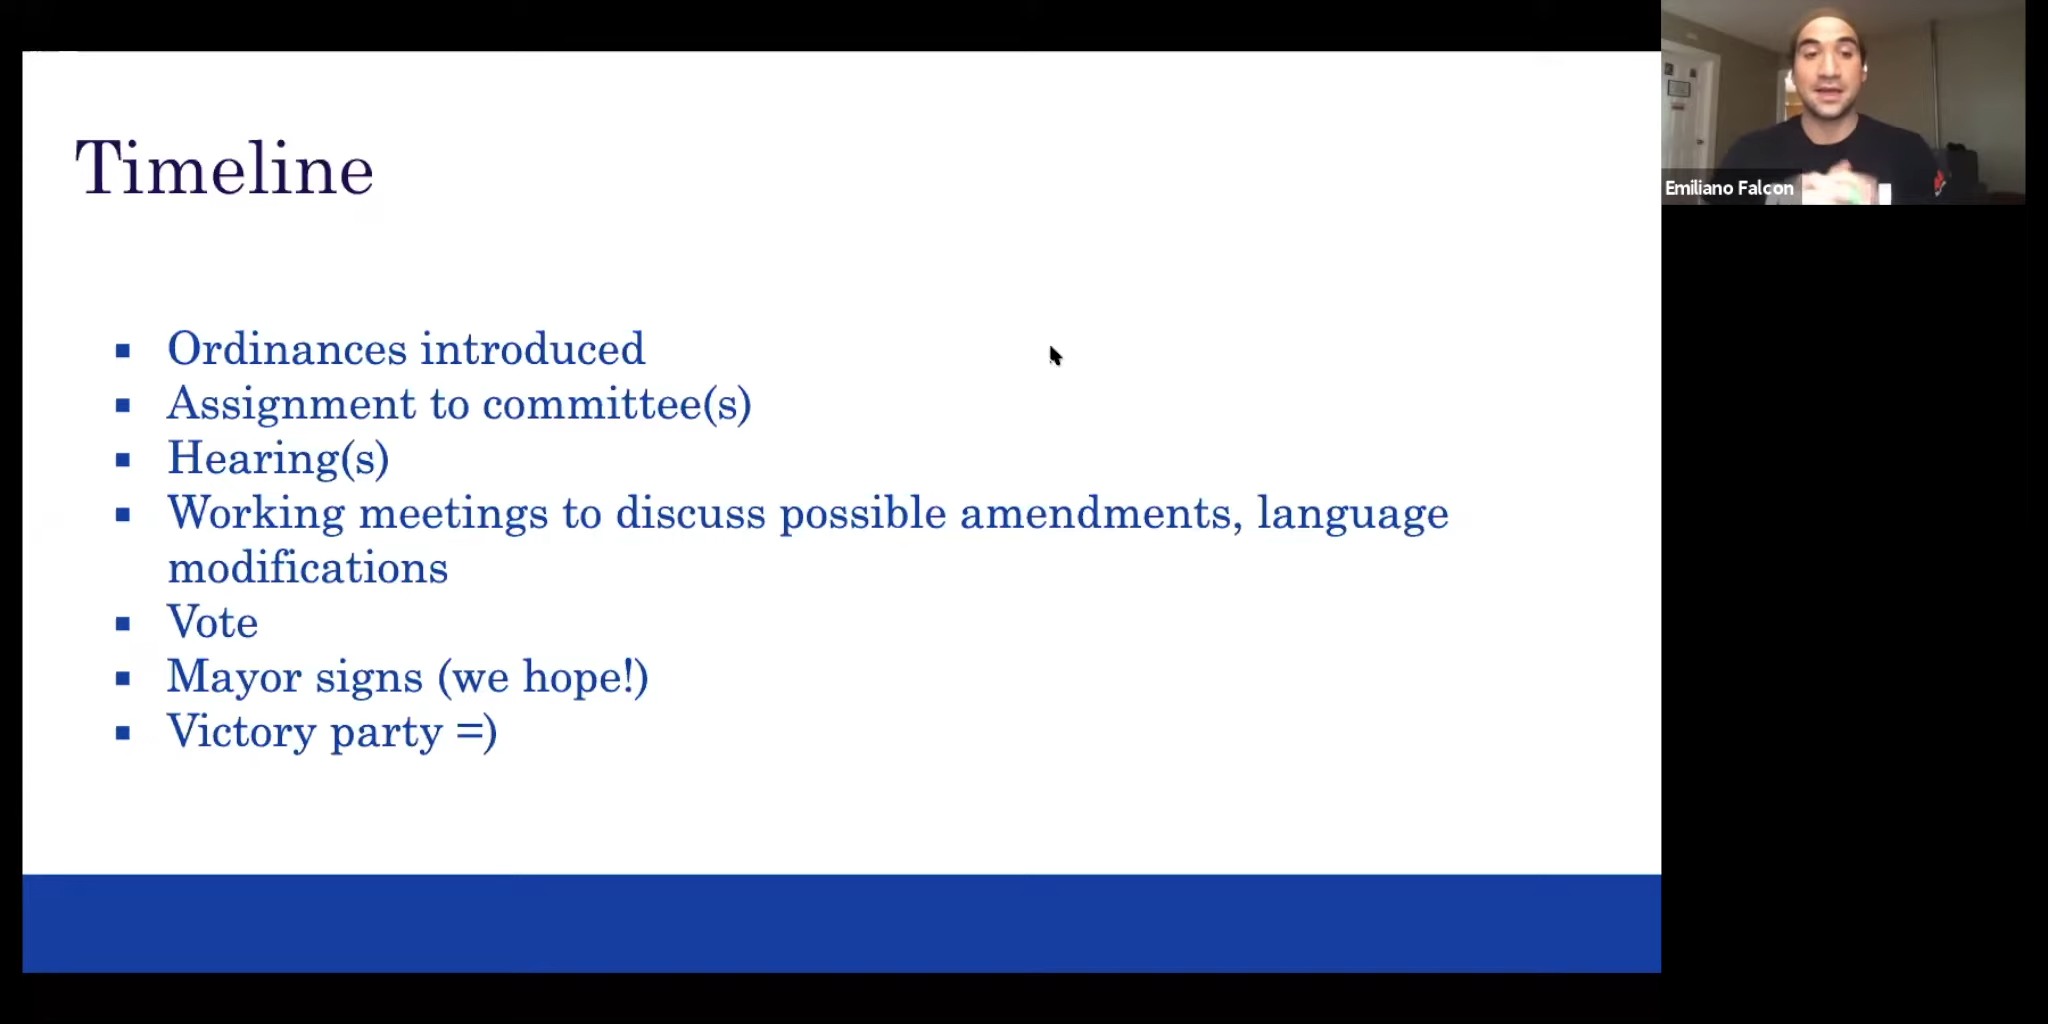 Timeline
▪ Ordinances introduced
▪ Assignment to committee(s)
▪ Hearing(s)
▪ Working meetings to discuss possible amendments, language
modifications
▪ Vote
▪ Mayor signs (we hope!)
▪ Victory party =)
Emiliano Falcon